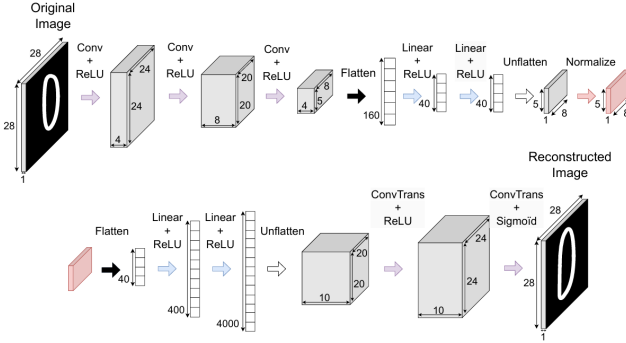 Original
Image
28
28
1
Conv
+
ReLU
24
24
4
Conv
+
ReLU
20
20
8
Conv
+
ReLU
8
5
4
Flatten
160
Linear
+
ReLU
40
Linear
+
ReLU
40
Unflatten
5
1
8
Normalize
5
1
8
Flatten
40
Linear
+
ReLU
400
Linear
+
ReLU
4000
Unflatten
20
20
10
ConvTrans
+
ReLU
24
24
10
ConvTrans
+
Sigmoïd
Reconstructed
Image
28
28
1